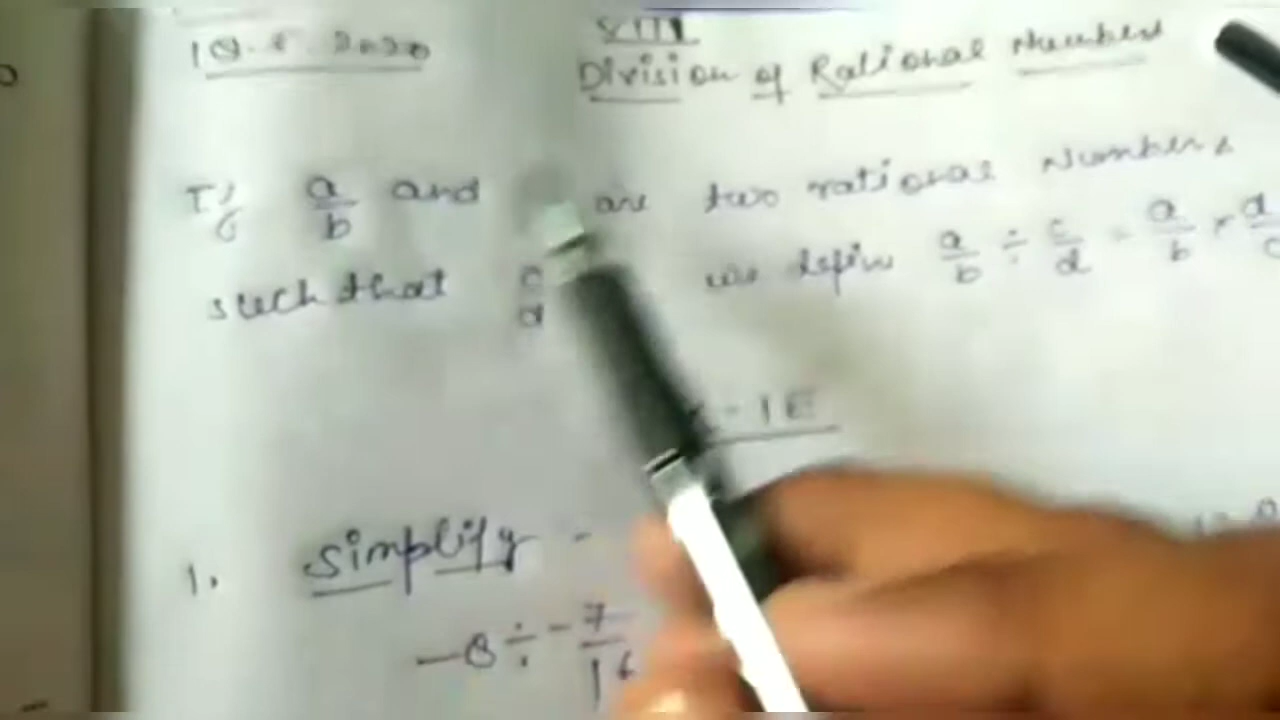 Division of Rational Numbers
If a/b and are two rational Numbers
such that c/d we define a/b ÷ c/d = a/b × d/c
- 1E
1. Simplify -
-8 ÷ -7/16